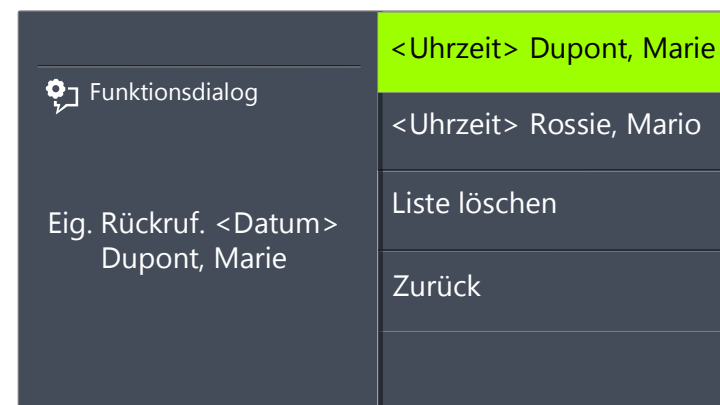 Funktionsdialog
Eig. Rückruf. <Datum>
Dupont, Marie
<Uhrzeit> Dupont, Marie
<Uhrzeit> Rossie, Mario
Liste löschen
Zurück